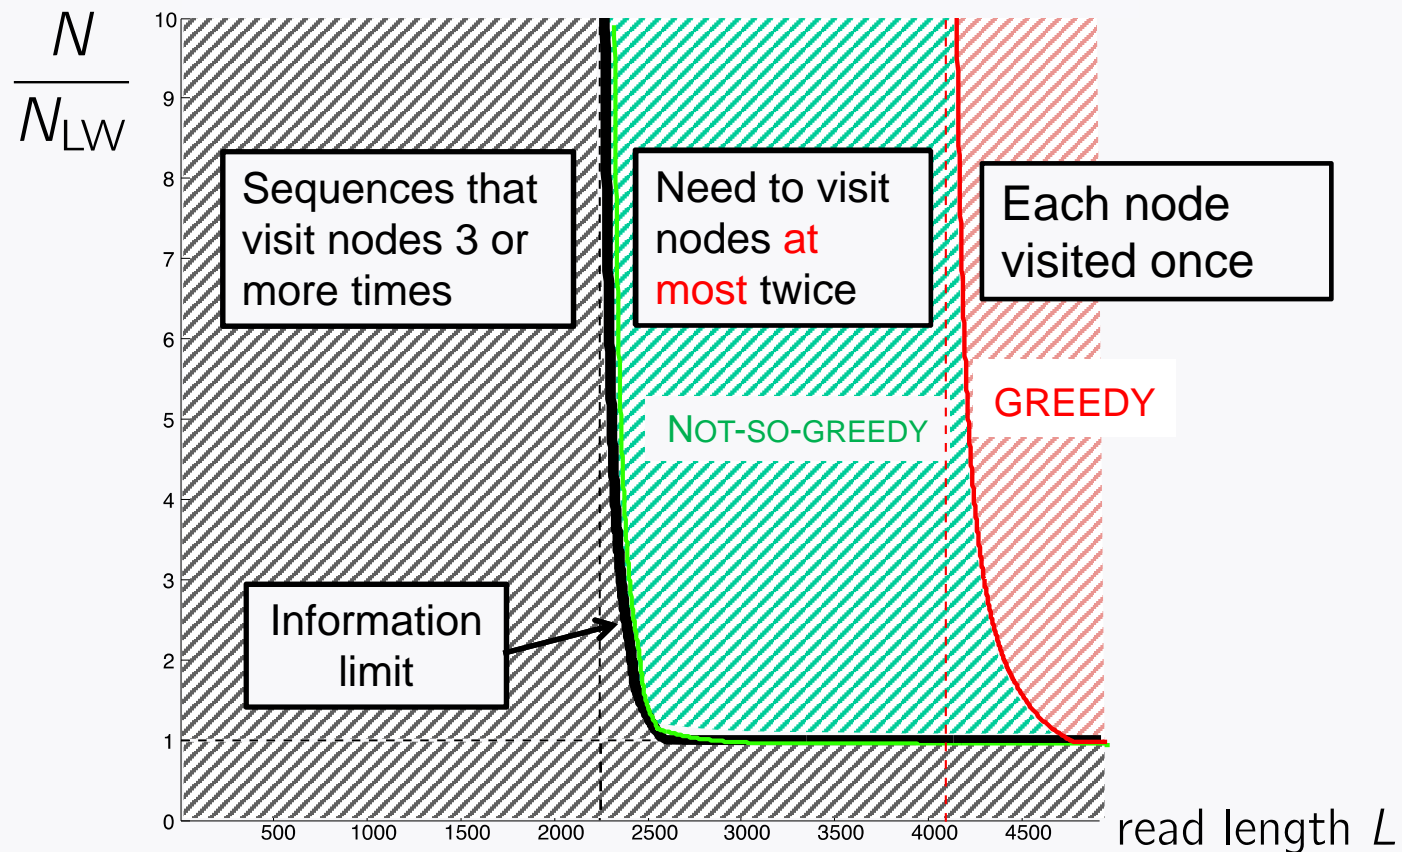 N
N_LW
10
9
8
7
6
5
4
3
2
1
0
Sequences that
visit nodes 3 or
more times
Need to visit
nodes at
most twice
Each node
visited once
NOT-SO-GREEDY
GREEDY
Information
limit
500 1000 1500 2000 2500 3000 3500 4000 4500
read length L